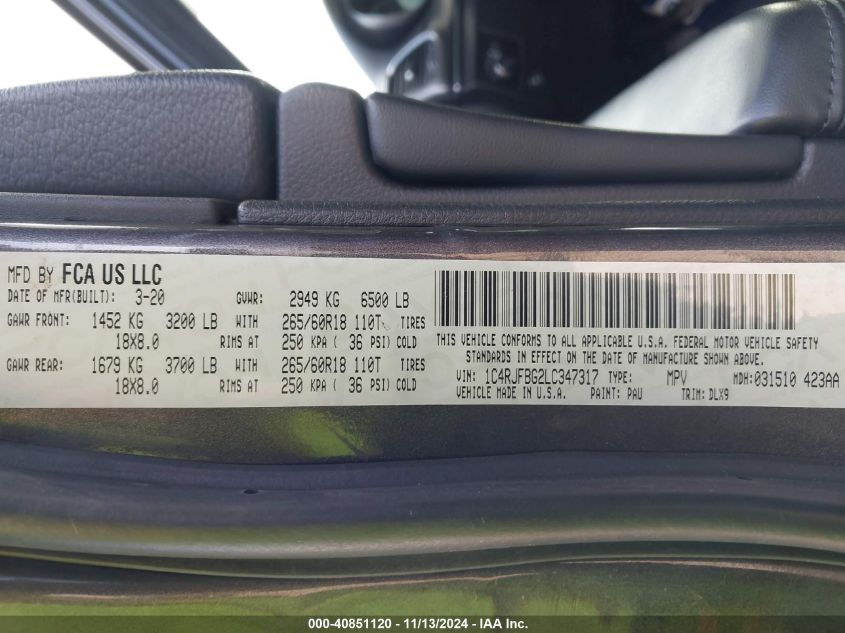 MFD BY FCA US LLC
DATE OF MFR(BUILT): 3-20 GVWR: 2949 KG 6500 LB
GAWR FRONT: 1452 KG 3200 LB WITH 265/60R18 110T TIRES
18X8.0 RIMS AT 250 KPA ( 36 PSI) COLD
GAWR REAR: 1679 KG 3700 LB WITH 265/60R18 110T TIRES
18X8.0 RIMS AT 250 KPA ( 36 PSI) COLD
THIS VEHICLE CONFORMS TO ALL APPLICABLE U.S.A. FEDERAL MOTOR VEHICLE SAFETY
STANDARDS IN EFFECT ON THE DATE OF MANUFACTURE SHOWN ABOVE.
VIN: 1C4RJFBG2LC347317 TYPE: MPV MDH:031510 423AA
VEHICLE MADE IN U.S.A. PAINT: PAU TRIM: DLX9
000-40851120 - 11/13/2024 - IAA Inc.